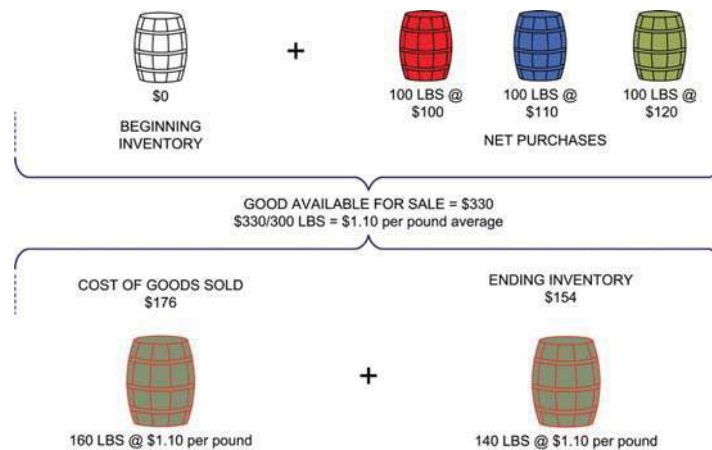 $0
BEGINNING
INVENTORY
+
100 LBS @
$100
100 LBS @
$110
100 LBS @
$120
NET PURCHASES
GOOD AVAILABLE FOR SALE = $330
$330/300 LBS = $1.10 per pound average
COST OF GOODS SOLD
$176
ENDING INVENTORY
$154
+
160 LBS @ $1.10 per pound
140 LBS @ $1.10 per pound